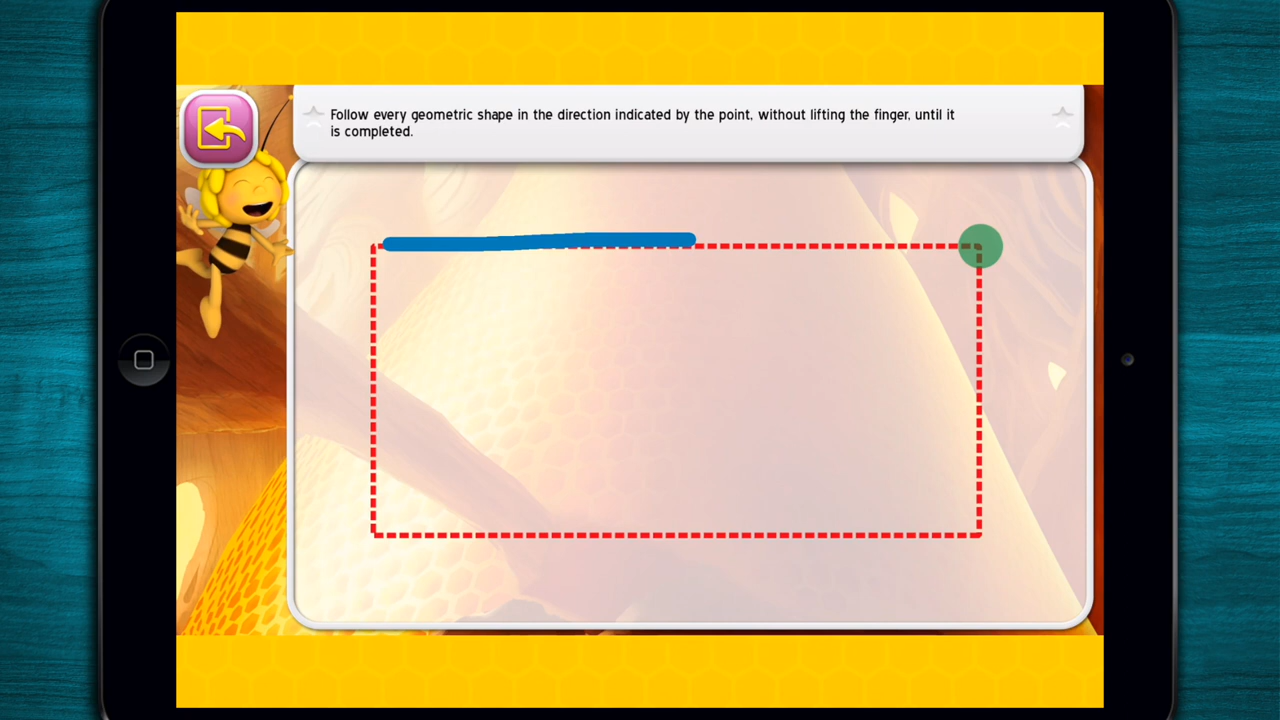 Follow every geometric shape in the direction indicated by the point, without lifting the finger, until it
is completed.